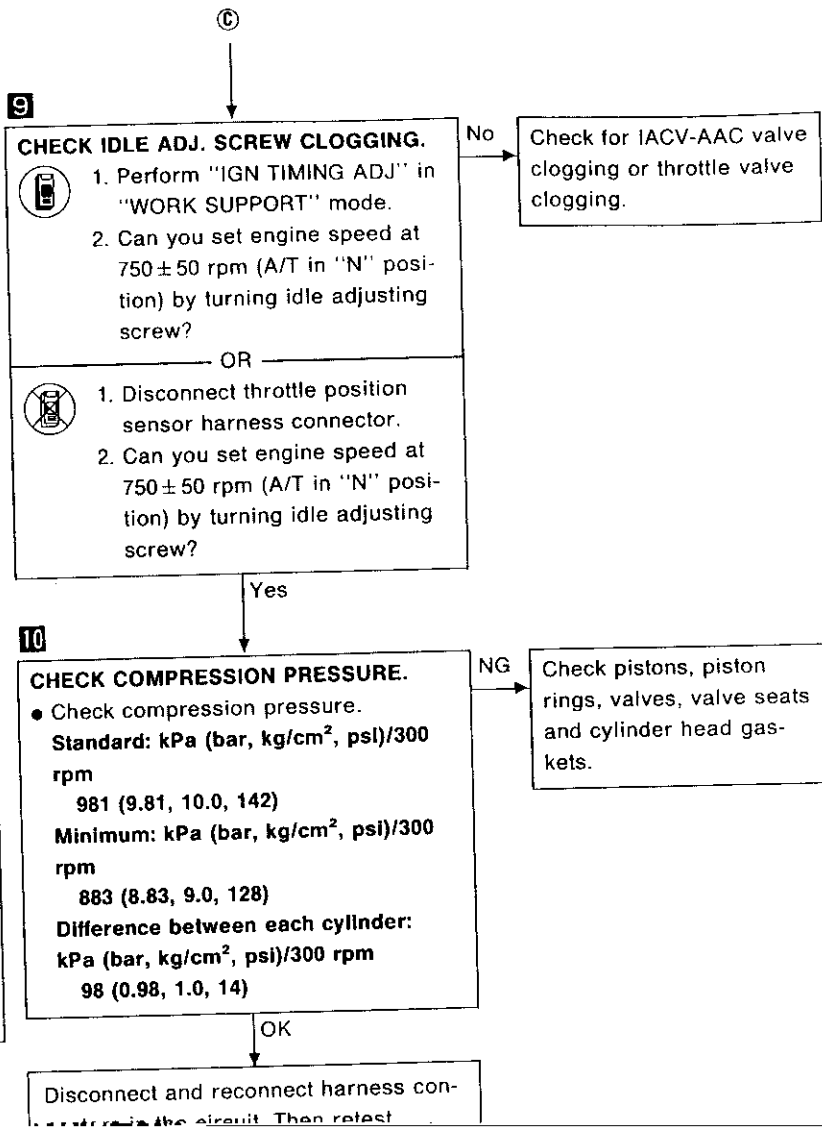 C
9
CHECK IDLE ADJ. SCREW CLOGGING.
1. Perform "IGN TIMING ADJ" in
"WORK SUPPORT" mode.
2. Can you set engine speed at
750±50 rpm (A/T in "N" posi-
tion) by turning idle adjusting
screw?
OR
1. Disconnect throttle position
sensor harness connector.
2. Can you set engine speed at
750±50 rpm (A/T in "N" posi-
tion) by turning idle adjusting
screw?
No
Check for IACV-AAC valve
clogging or throttle valve
clogging.
Yes
10
CHECK COMPRESSION PRESSURE.
● Check compression pressure.
Standard: kPa (bar, kg/cm², psi)/300
rpm
981 (9.81, 10.0, 142)
Minimum: kPa (bar, kg/cm², psi)/300
rpm
883 (8.83, 9.0, 128)
Difference between each cylinder:
kPa (bar, kg/cm², psi)/300 rpm
98 (0.98, 1.0, 14)
NG
Check pistons, piston
rings, valves, valve seats
and cylinder head gas-
kets.
OK
Disconnect and reconnect harness con-
in the circuit. Then retest